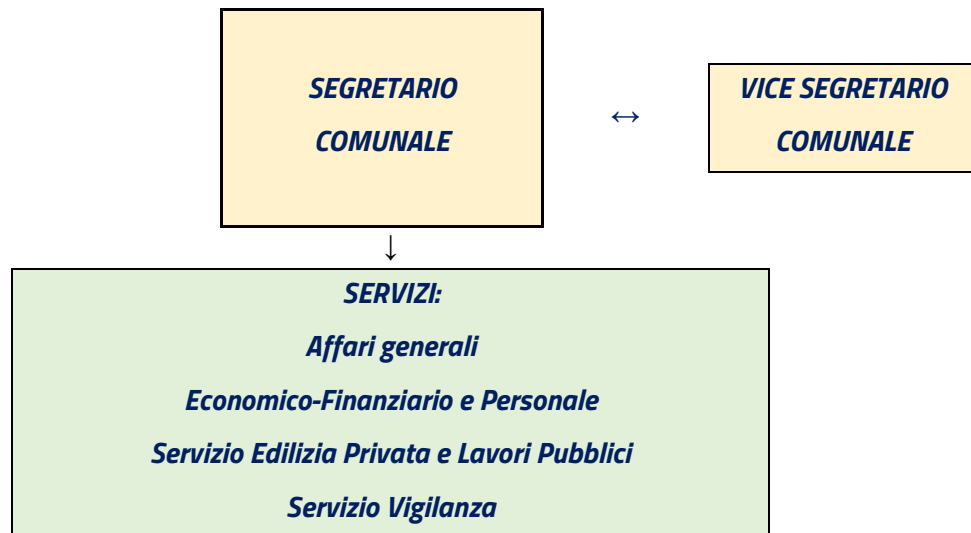 SEGRETARIO
COMUNALE
↔
VICE SEGRETARIO
COMUNALE
↓
SERVIZI:
Affari generali
Economico-Finanziario e Personale
Servizio Edilizia Privata e Lavori Pubblici
Servizio Vigilanza